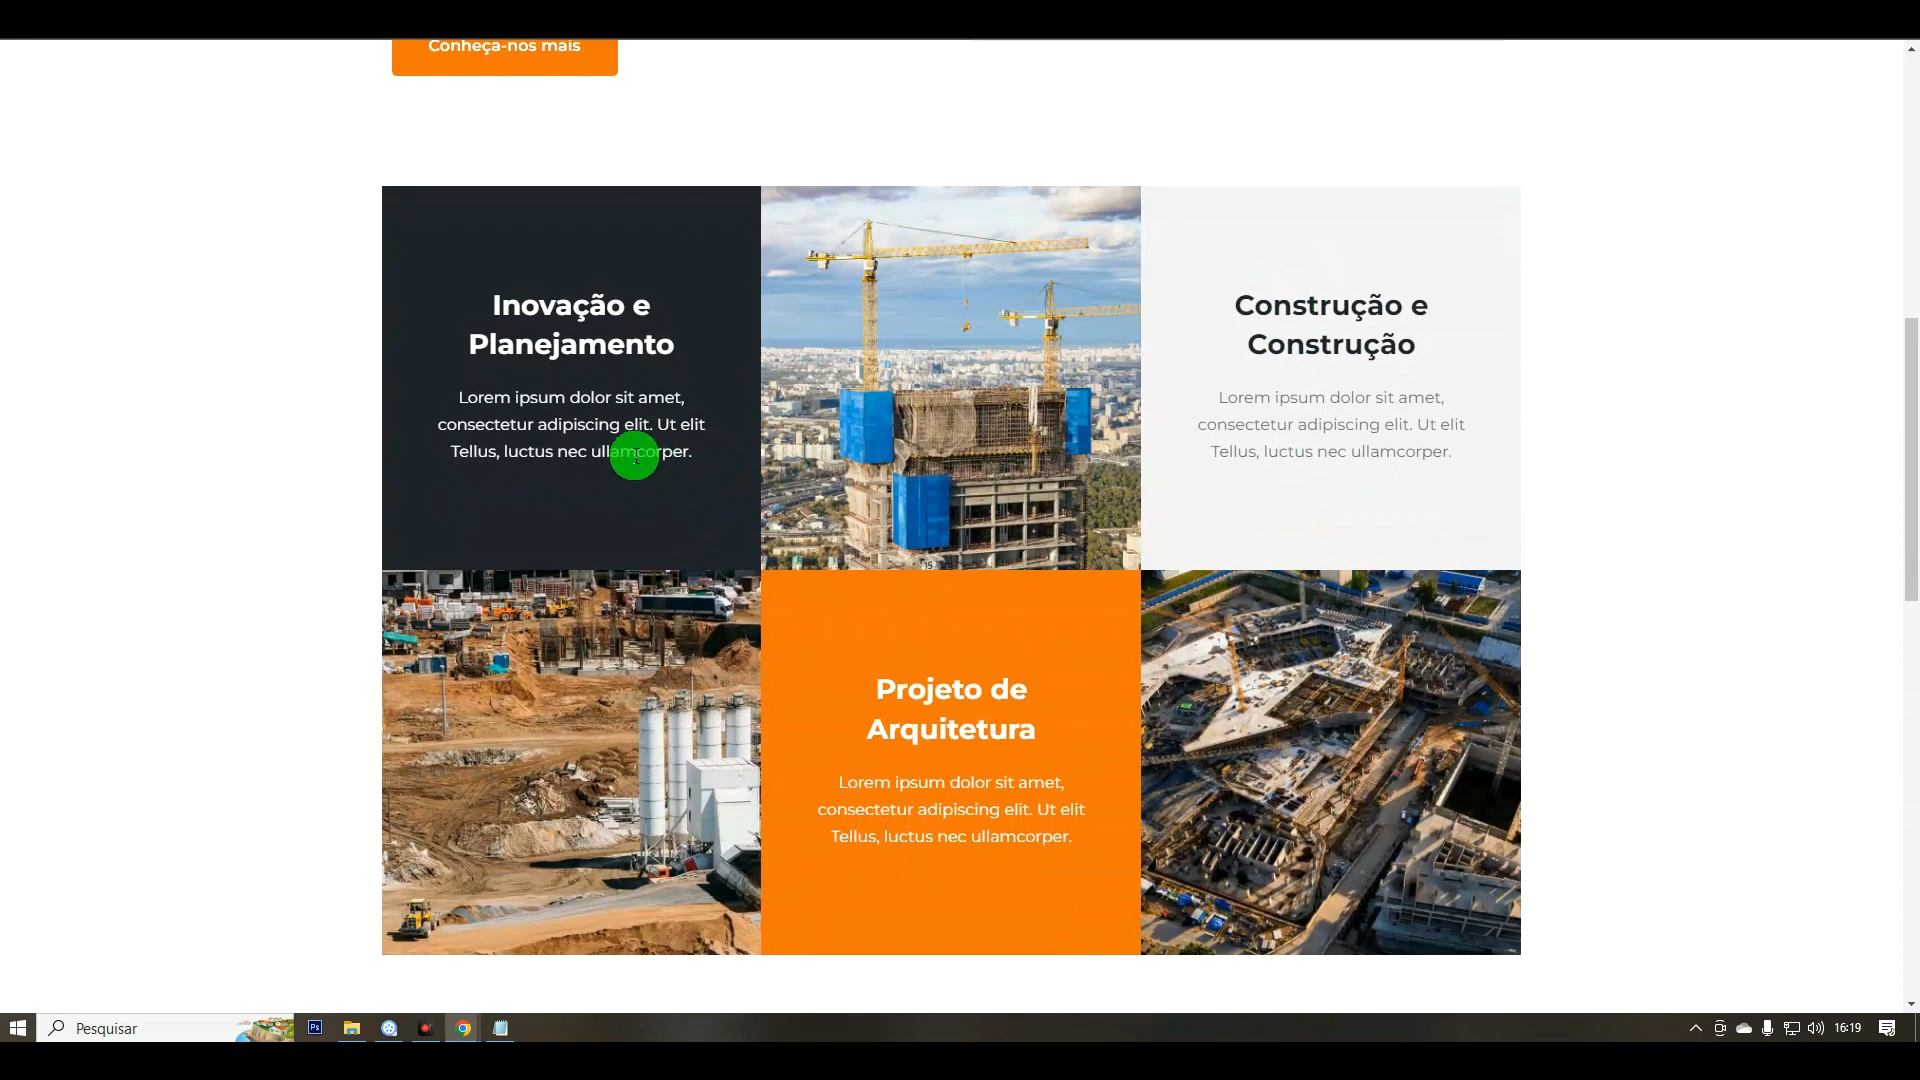 Conheça-nos mais
Inovação e
Planejamento
Lorem ipsum dolor sit amet,
consectetur adipiscing elit. Ut elit
Tellus, luctus nec ullamcorper.
Construção e
Construção
Lorem ipsum dolor sit amet,
consectetur adipiscing elit. Ut elit
Tellus, luctus nec ullamcorper.
15
Projeto de
Arquitetura
Lorem ipsum dolor sit amet,
consectetur adipiscing elit. Ut elit
Tellus, luctus nec ullamcorper.
Pesquisar
Ps
16:19